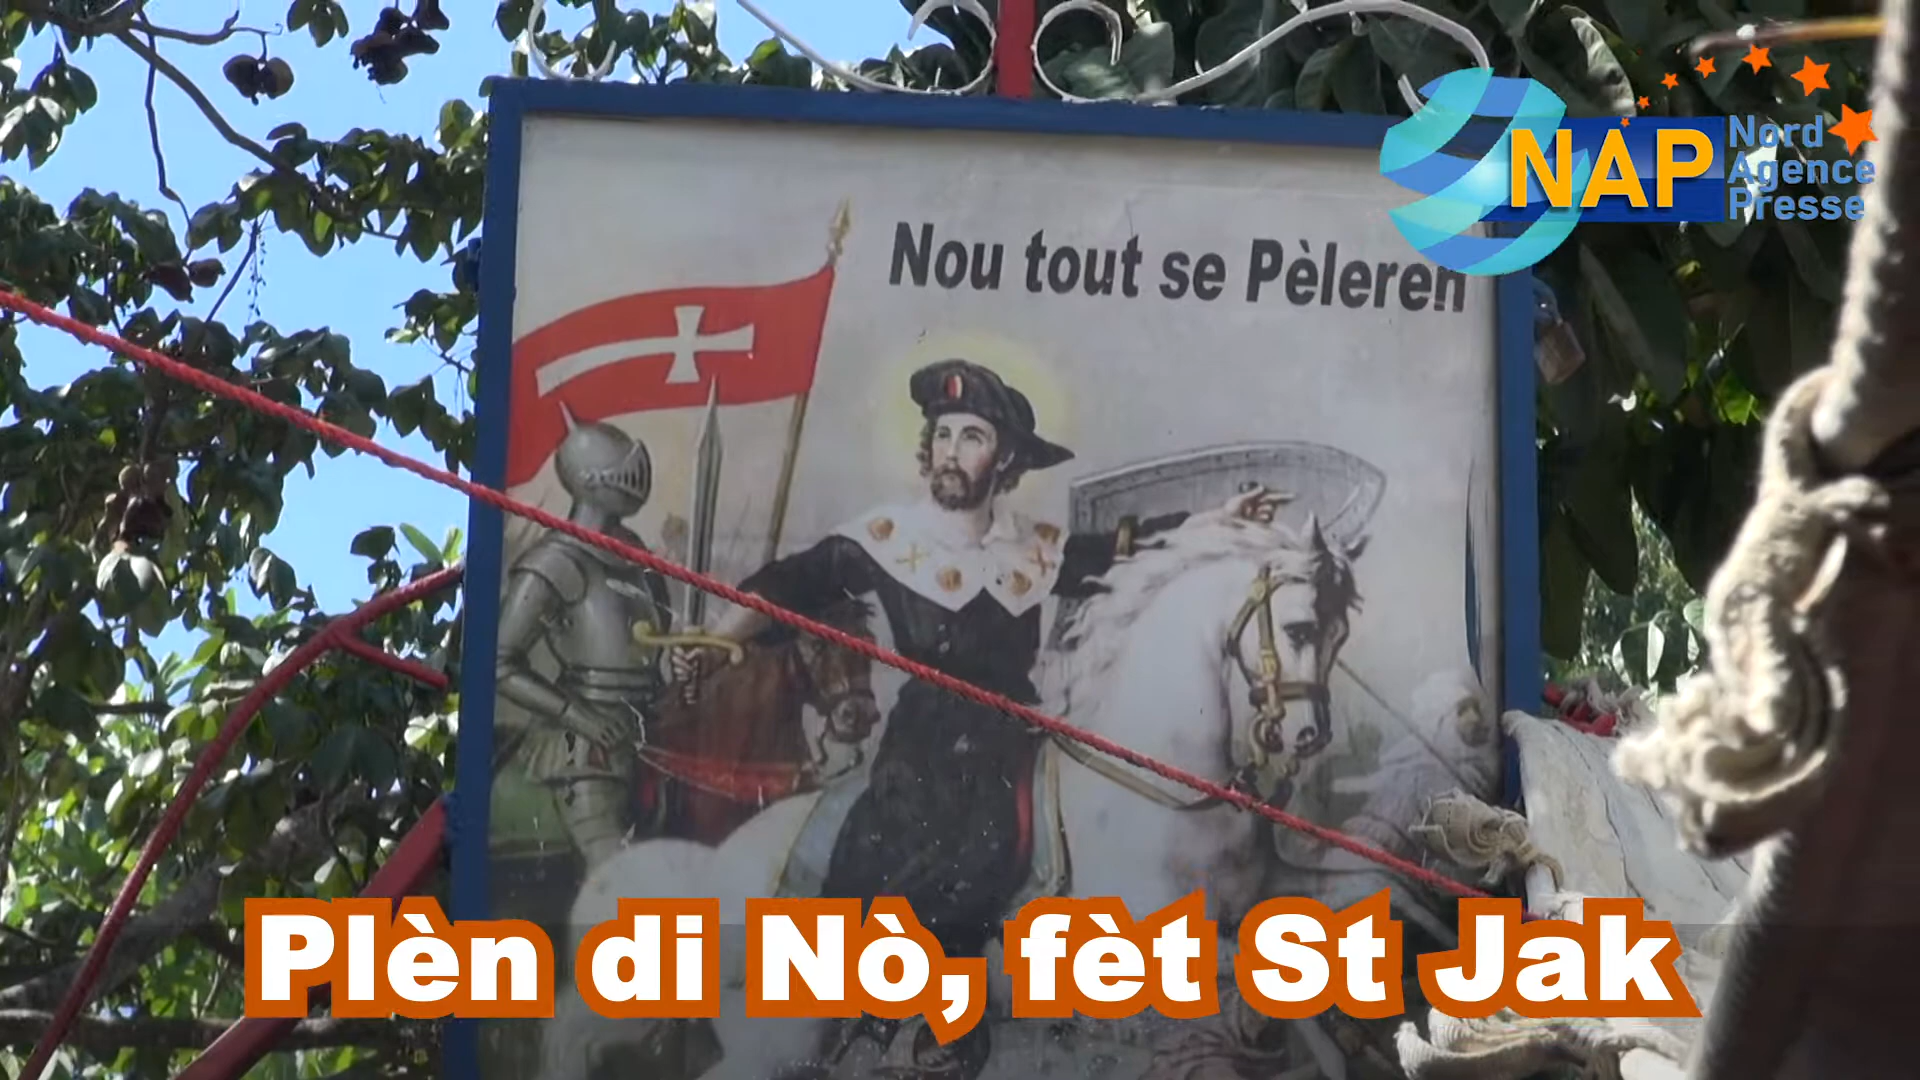 Nou tout se Pèleren
NAP
Nord
Agence
Presse
Plèn di Nò, fèt St Jak